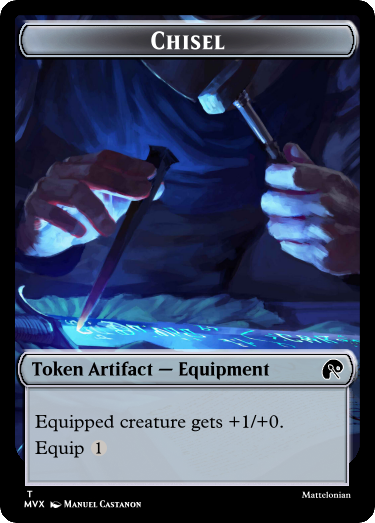 Chisel
Token Artifact — Equipment
Equipped creature gets +1/+0.
Equip 1
T
MVX Manuel Castanon
Mattelonian